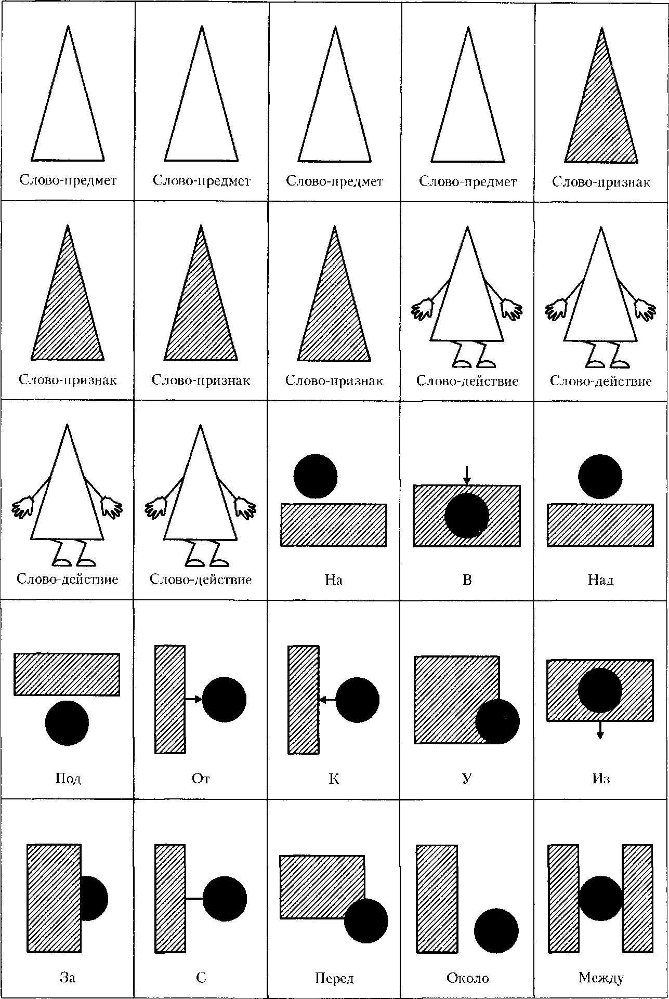 Слово-предмет Слово-предмет Слово-предмет Слово-предмет Слово-признак
Слово-признак Слово-признак Слово-признак Слово-действие Слово-действие
Слово-действие Слово-действие На В Над
Под От К У Из
За С Перед Около Между